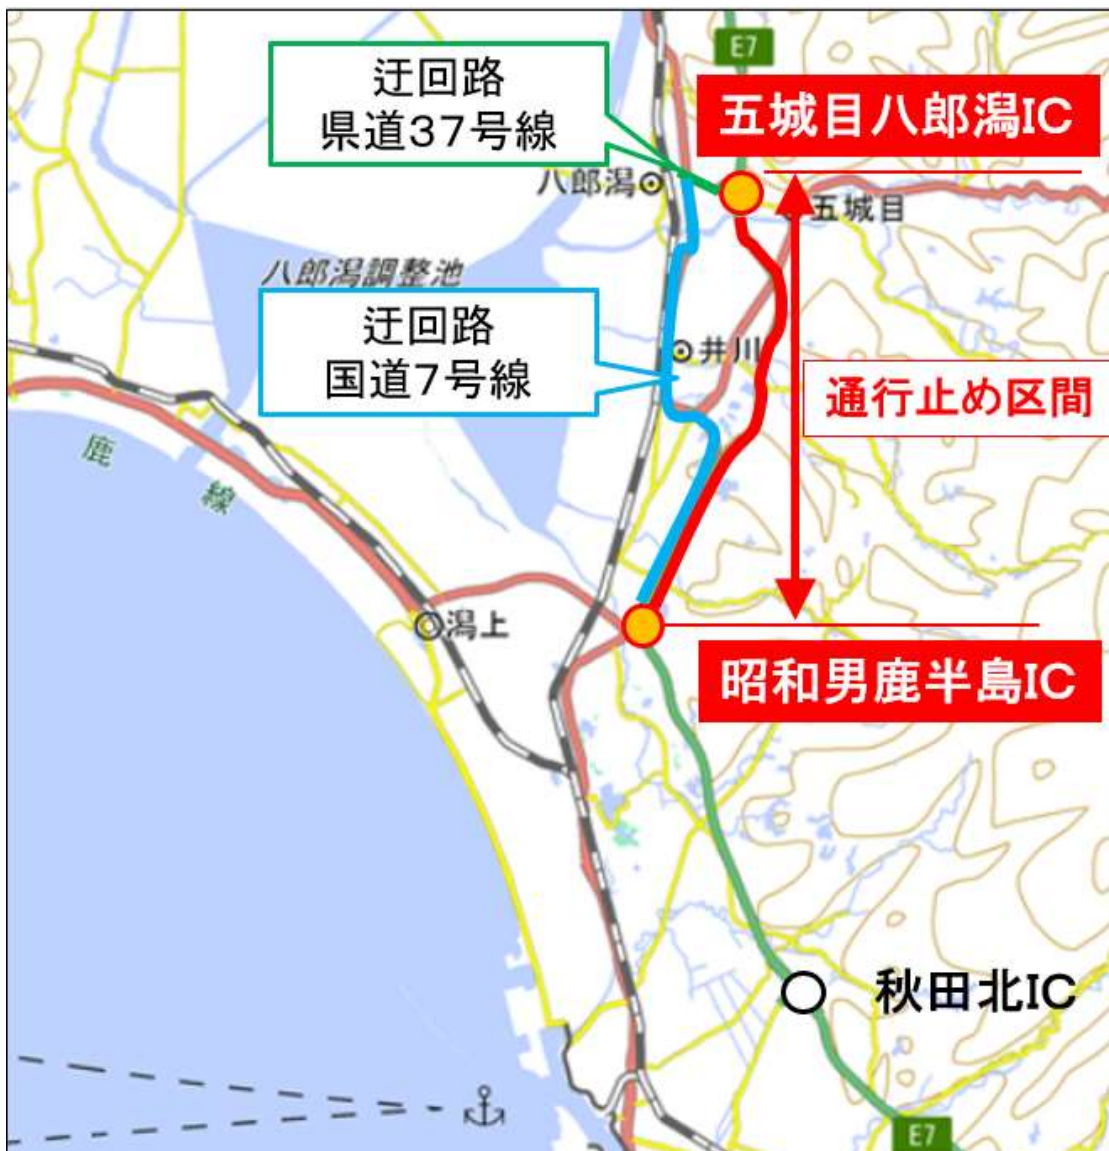 E7
迂回路
県道37号線
五城目八郎潟IC
八郎潟
五城目
八郎潟調整池
迂回路
国道7号線
井川
通行止め区間
鹿
線
潟上
昭和男鹿半島IC
秋田北IC
E7